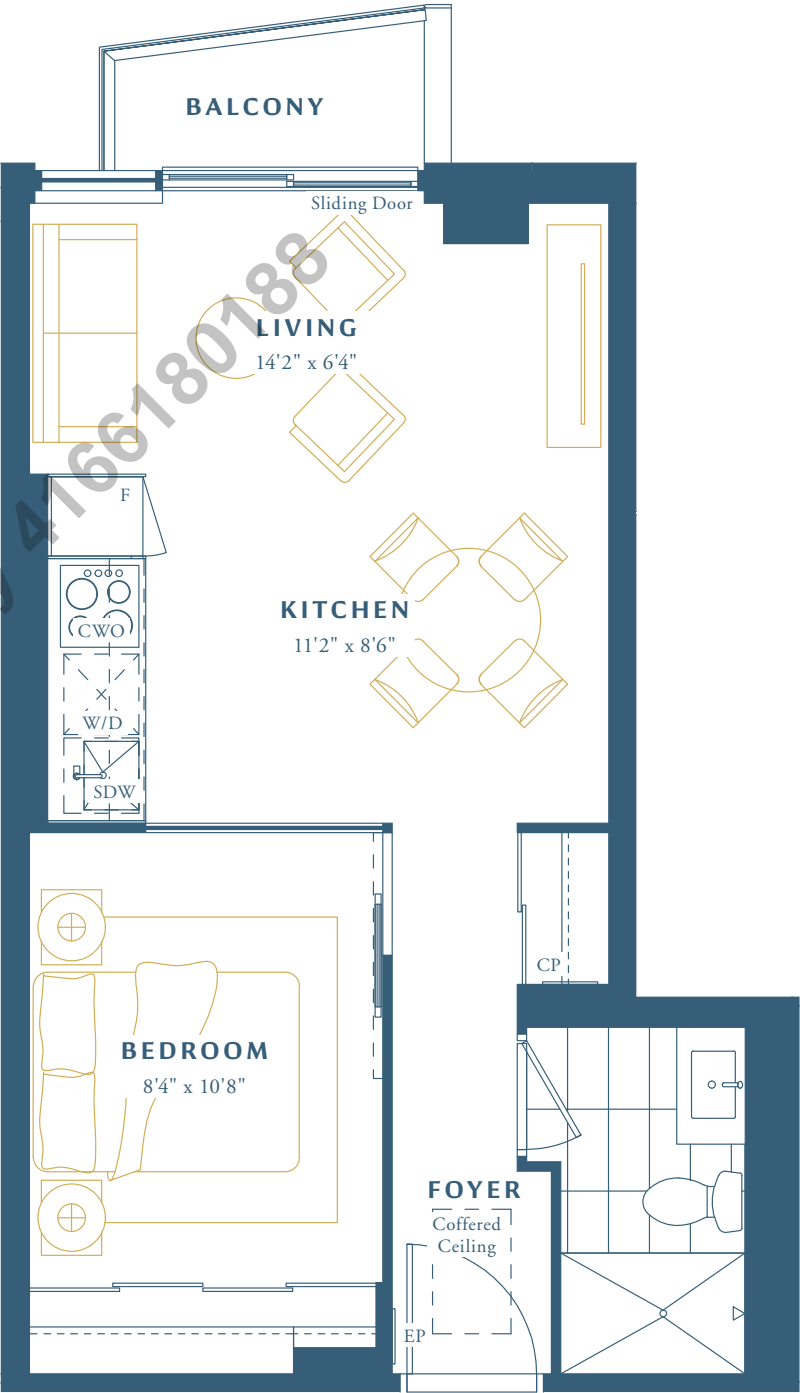 BALCONY
Sliding Door
LIVING
14'2" x 6'4"
4166180188
F
CWO
KITCHEN
11'2" x 8'6"
W/D
SDW
CP
BEDROOM
8'4" x 10'8"
FOYER
Coffered
Ceiling
EP